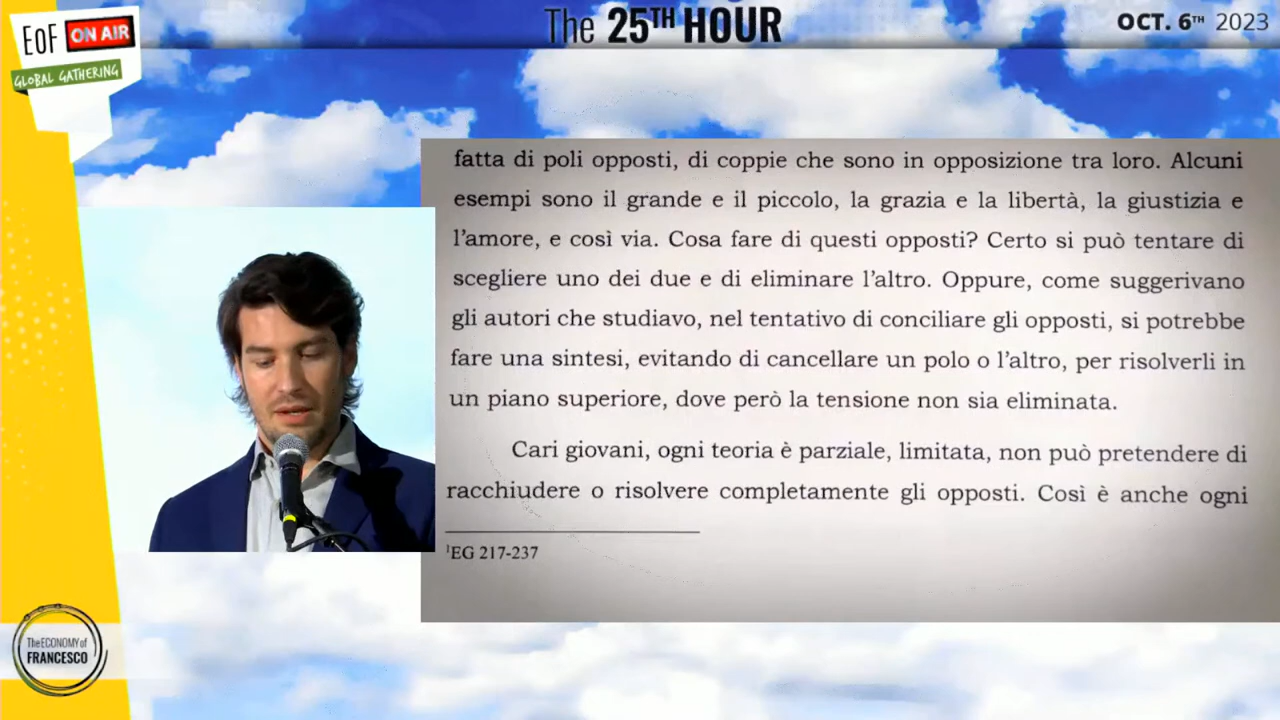 EoF ON AIR
GLOBAL GATHERING
The 25TH HOUR
OCT. 6TH 2023
fatta di poli opposti, di coppie che sono in opposizione tra loro. Alcuni
esempi sono il grande e il piccolo, la grazia e la libertà, la giustizia e
l’amore, e così via. Cosa fare di questi opposti? Certo si può tentare di
scegliere uno dei due e di eliminare l’altro. Oppure, come suggerivano
gli autori che studiavo, nel tentativo di conciliare gli opposti, si potrebbe
fare una sintesi, evitando di cancellare un polo o l’altro, per risolverli in
un piano superiore, dove però la tensione non sia eliminata.
Cari giovani, ogni teoria è parziale, limitata, non può pretendere di
racchiudere o risolvere completamente gli opposti. Così è anche ogni
¹EG 217-237
The ECONOMY of
FRANCESCO